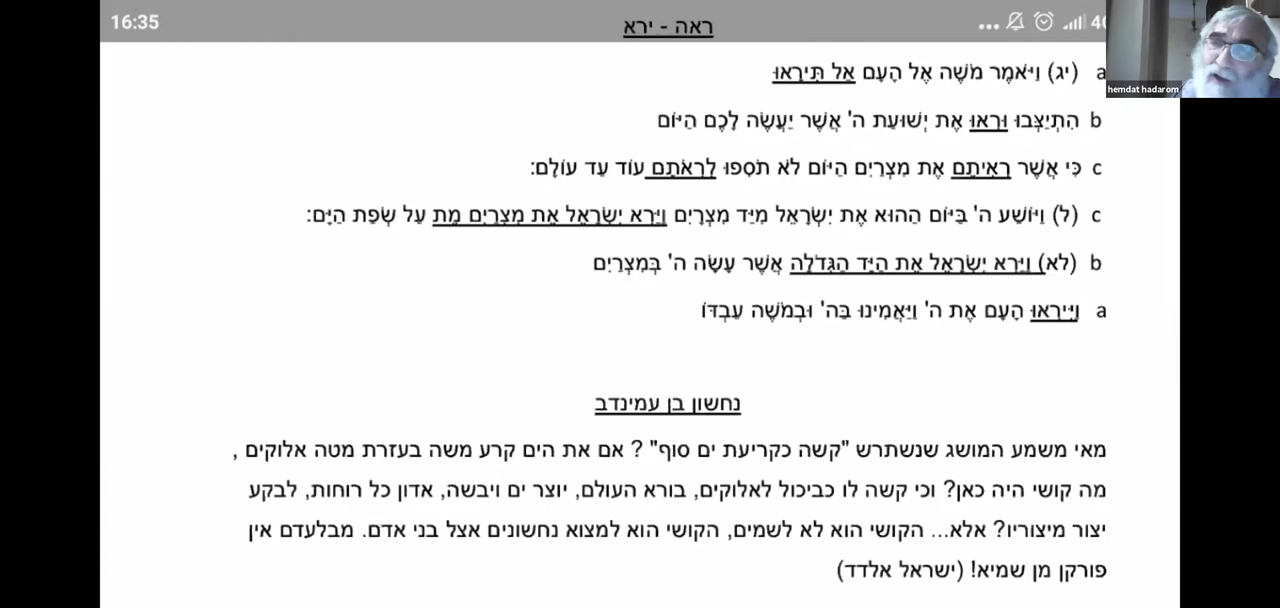 16:35
ראה - ירא
hemdat hadarom
a (יג) וַיֹּאמֶר מֹשֶׁה אֶל הָעָם אַל תִּירָאוּ
b הִתְיַצְּבוּ וּרְאוּ אֶת יְשׁוּעַת ה' אֲשֶׁר יַעֲשֶׂה לָכֶם הַיּוֹם
c כִּי אֲשֶׁר רְאִיתֶם אֶת מִצְרַיִם הַיּוֹם לֹא תֹסִפוּ לִרְאֹתָם עוֹד עַד עוֹלָם:
c (ל) וַיּוֹשַׁע ה' בַּיּוֹם הַהוּא אֶת יִשְׂרָאֵל מִיַּד מִצְרָיִם וַיַּרְא יִשְׂרָאֵל אֶת מִצְרַיִם מֵת עַל שְׂפַת הַיָּם:
b (לא) וַיַּרְא יִשְׂרָאֵל אֶת הַיָּד הַגְּדֹלָה אֲשֶׁר עָשָׂה ה' בְּמִצְרַיִם
a וַיִּירְאוּ הָעָם אֶת ה' וַיַּאֲמִינוּ בַּה' וּבְמֹשֶׁה עַבְדּוֹ
נחשון בן עמינדב
מאי משמע המושג שנשתרש "קשה כקריעת ים סוף" ? אם את הים קרע משה בעזרת מטה אלוקים ,
מה קושי היה כאן? וכי קשה לו כביכול לאלוקים, בורא העולם, יוצר ים ויבשה, אדון כל רוחות, לבקע
יצור מיצוריו? אלא... הקושי הוא לא לשמים, הקושי הוא למצוא נחשונים אצל בני אדם. מבלעדם אין
פורקן מן שמיא! (ישראל אלדד)